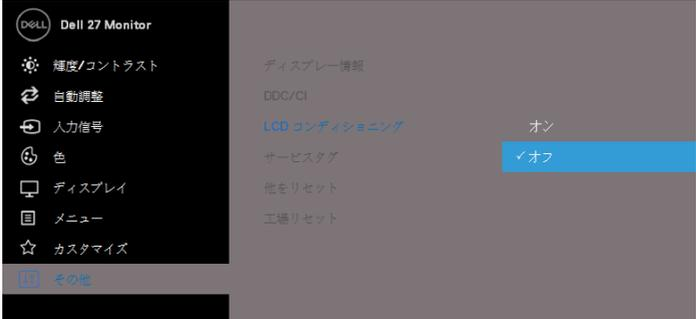 DELL Dell 27 Monitor
輝度/コントラスト
自動調整
入力信号
色
ディスプレイ
メニュー
カスタマイズ
その他
ディスプレー情報
DDC/CI
LCD コンディショニング
サービスタグ
他をリセット
工場リセット
オン
✓オフ